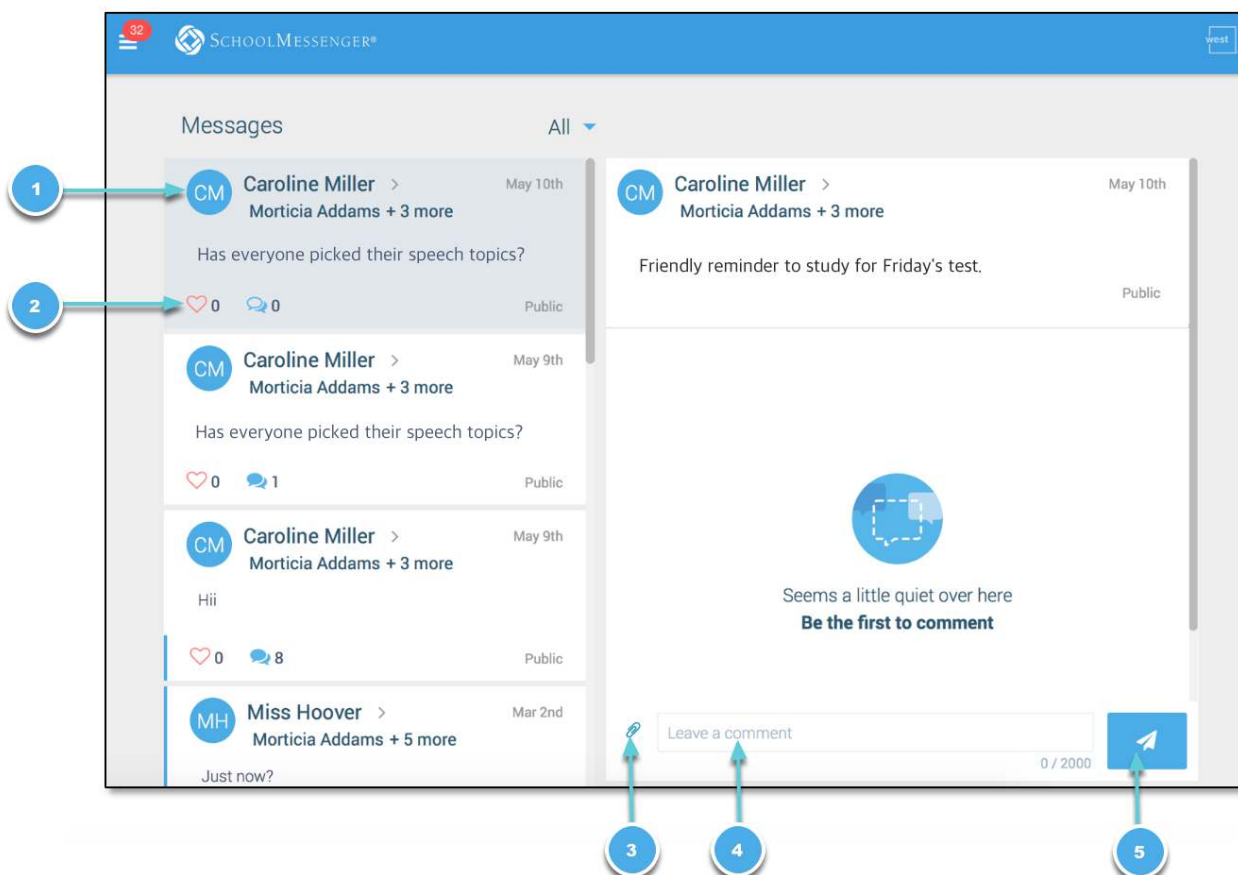 32
SCHOOLMESSENGER®
west
Messages
All
CM
Caroline Miller >
May 10th
Morticia Addams + 3 more
Has everyone picked their speech topics?
0
0
Public
CM
Caroline Miller >
May 9th
Morticia Addams + 3 more
Has everyone picked their speech topics?
0
1
Public
CM
Caroline Miller >
May 9th
Morticia Addams + 3 more
Hii
0
8
Public
MH
Miss Hoover >
Mar 2nd
Morticia Addams + 5 more
Just now?
CM
Caroline Miller >
May 10th
Morticia Addams + 3 more
Friendly reminder to study for Friday's test.
Public
Seems a little quiet over here
Be the first to comment
Leave a comment
0 / 2000
1
2
3
4
5